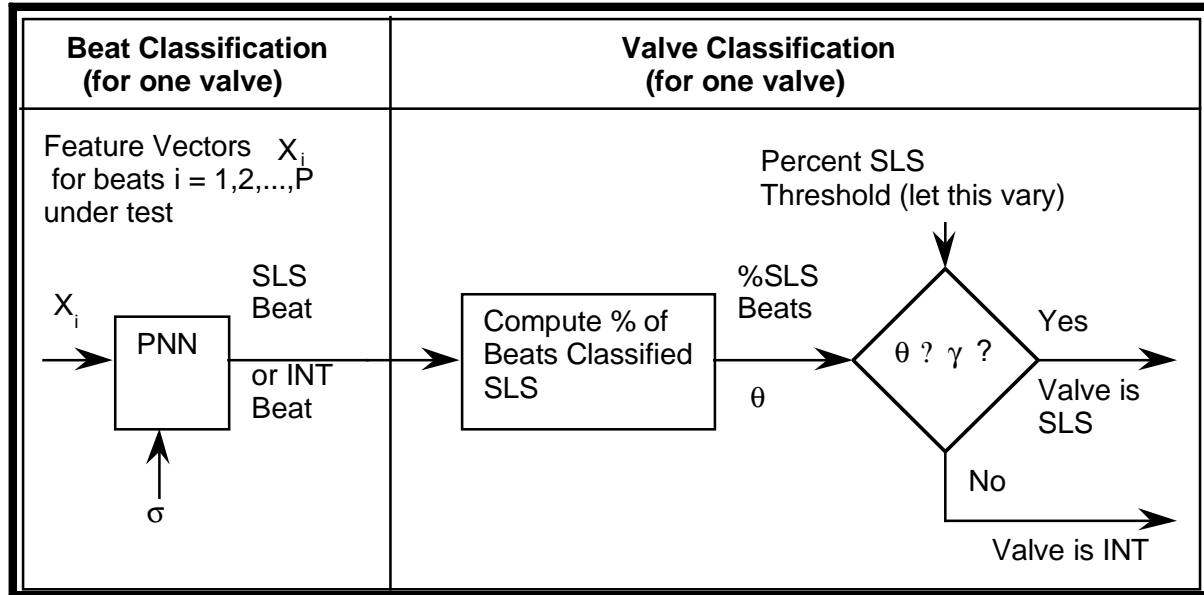 Beat Classification
(for one valve)
Valve Classification
(for one valve)
Feature Vectors Xi
for beats i = 1,2,...,P
under test
Xi
PNN
σ
SLS
Beat
or INT
Beat
Compute % of
Beats Classified
SLS
%SLS
Beats
θ
Percent SLS
Threshold (let this vary)
θ ? γ ?
Yes
Valve is
SLS
No
Valve is INT